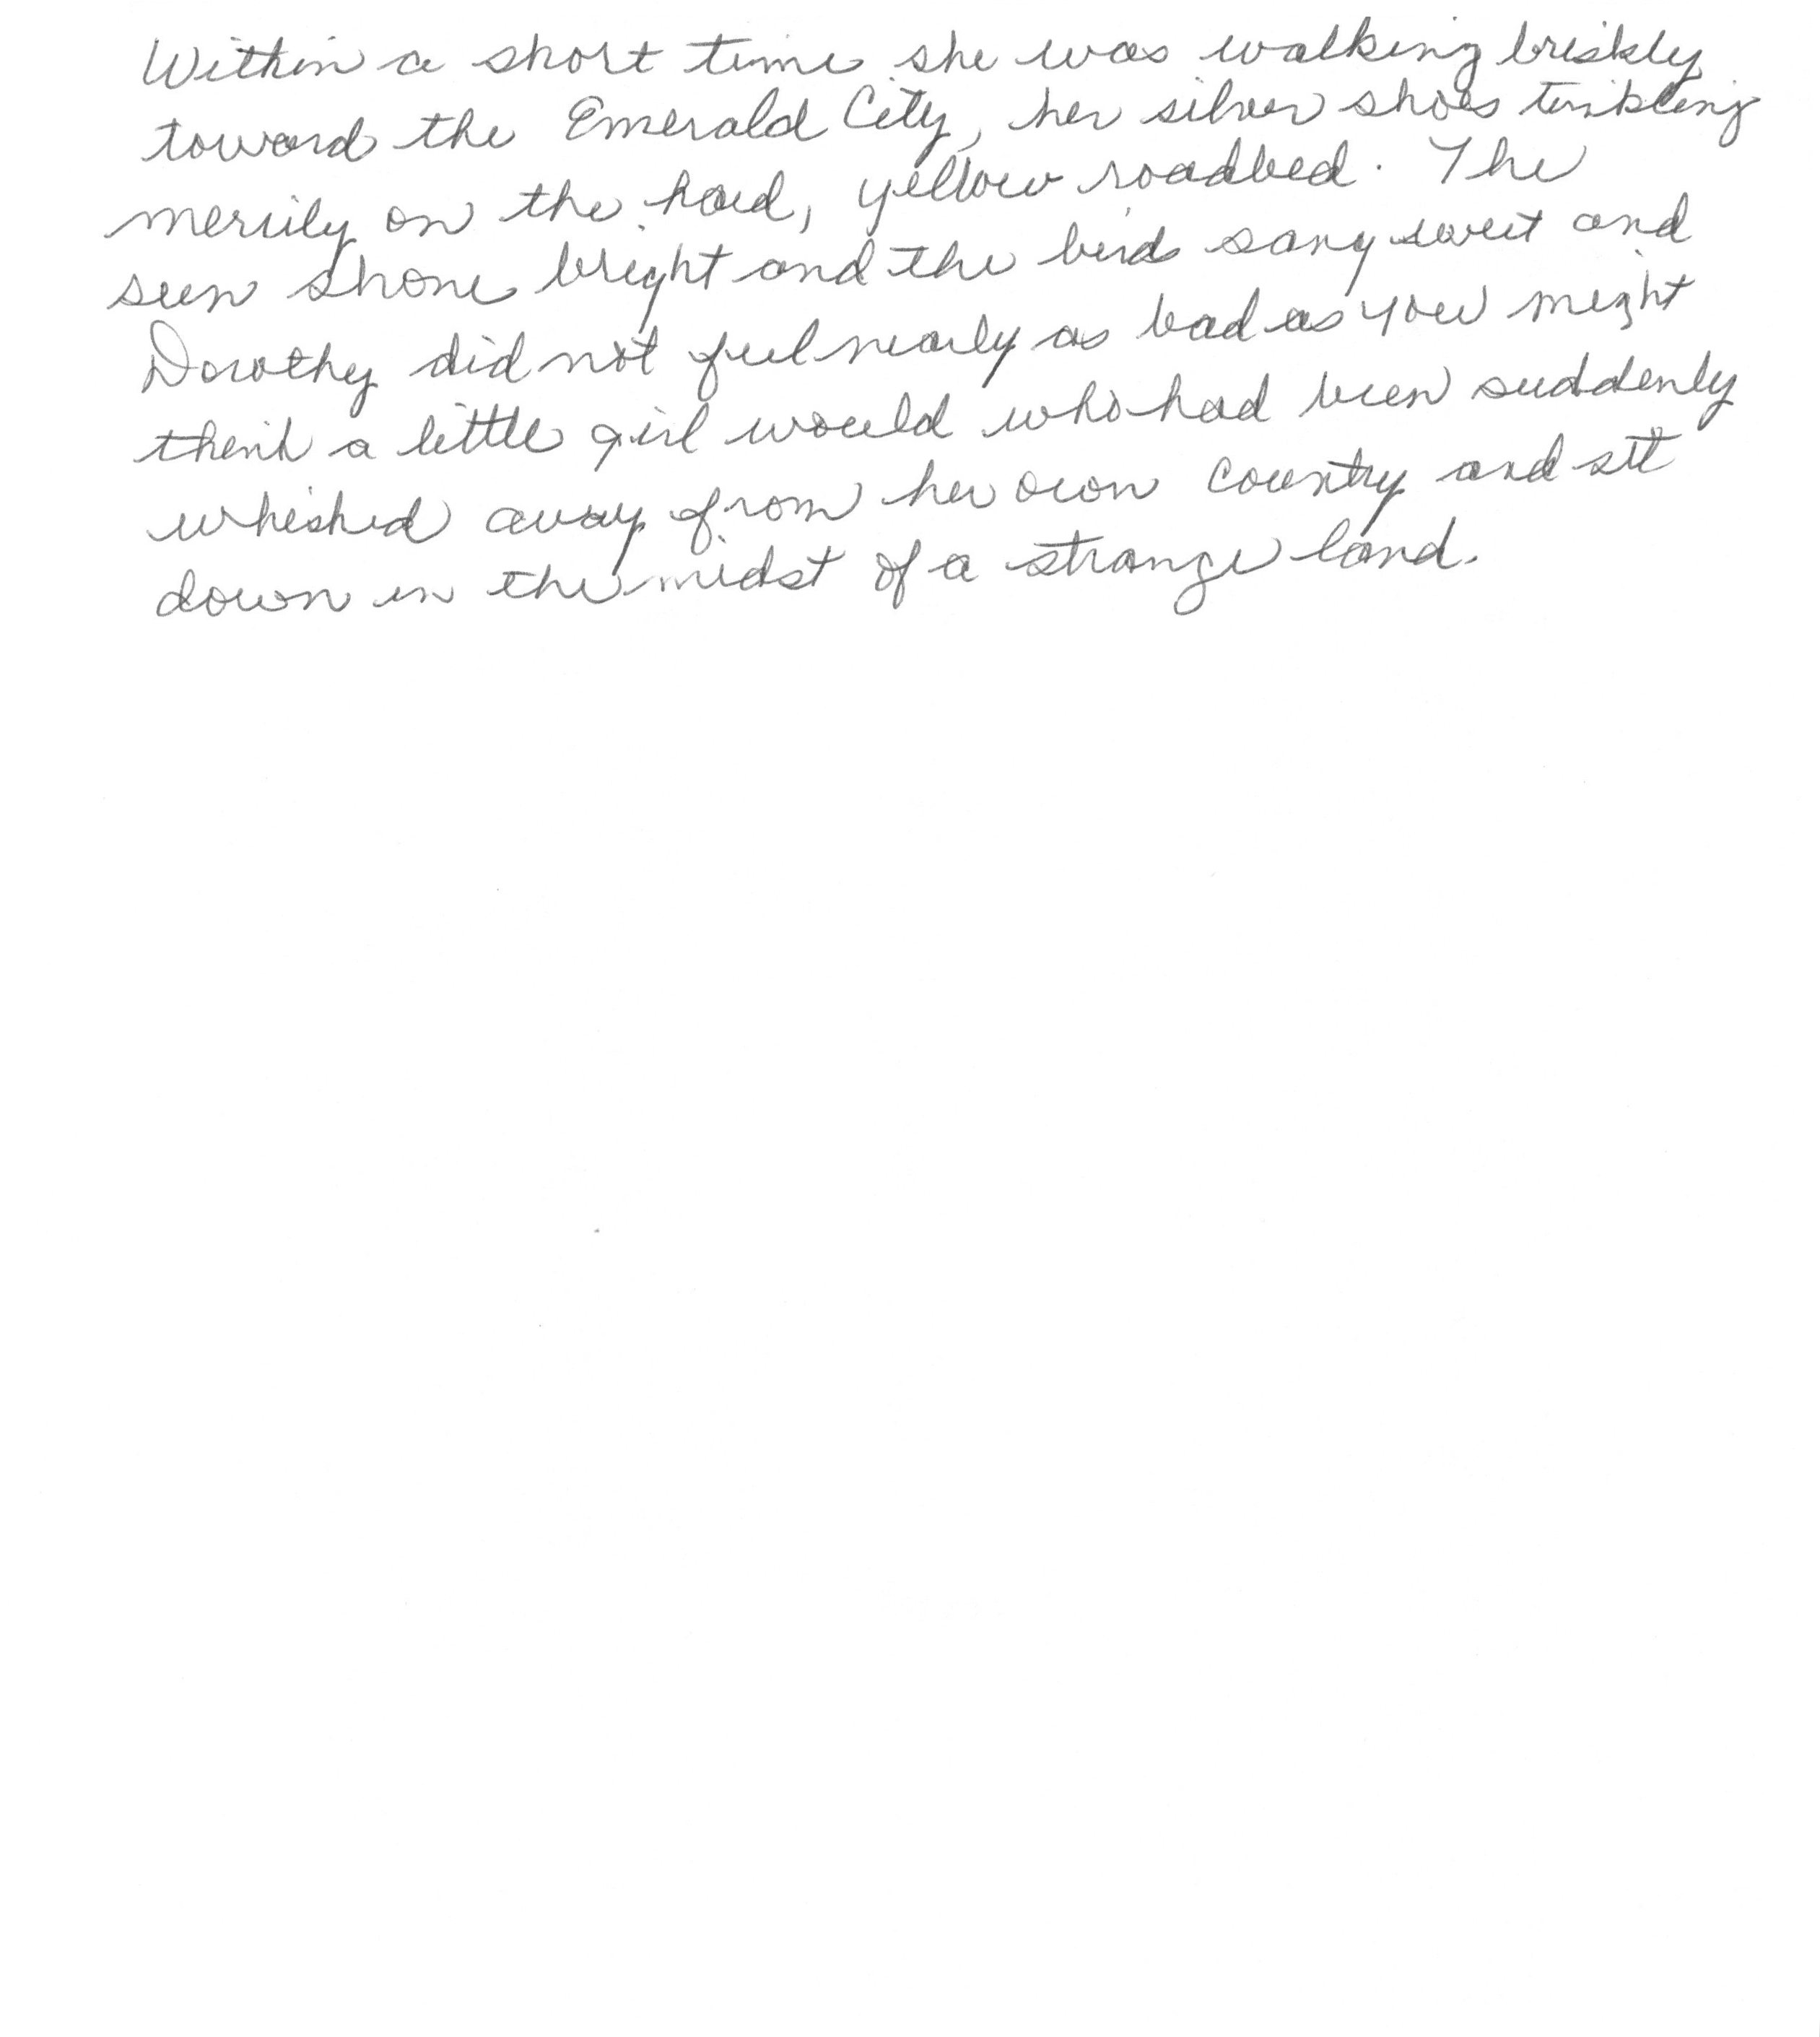 Within a short time she was walking briskly
toward the Emerald City, her silver shoes tinkling
merrily on the hard, yellow roadbed. The
sun shone bright and the birds sang sweet and
Dorothy did not feel nearly as bad as you might
think a little girl would who had been suddenly
whisked away from her own country and set
down in the midst of a strange land.